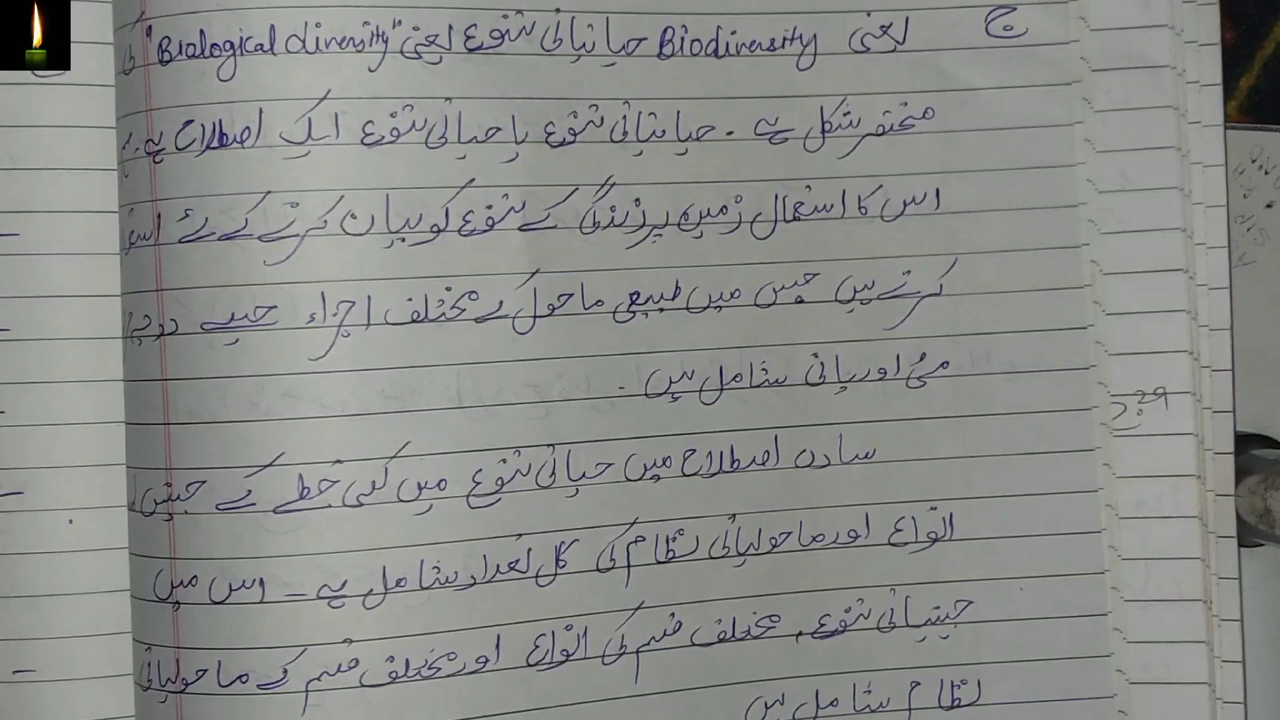 ج یعنی Biodiversity حیاتیاتی تنوع یعنی "Biological diversity" کی
مختصر شکل ہے ۔ حیاتیاتی تنوع یا حیاتی تنوع ایک اصطلاح ہے
اس کا استعمال زمین پر زندگی کے تنوع کو بیان کرنے کے لئے
کرتے ہیں جس میں طبیعی ماحول کے مختلف اجزاء جیسے
مٹی اور پانی شامل ہیں ۔
سادہ اصطلاح میں حیاتی تنوع میں کسی خطے کے جینس
انواع اور ماحولیاتی نظام کی کل تعداد شامل ہے ۔ اس میں
جینیاتی تنوع، مختلف قسم کی انواع اور مختلف قسم کے ماحولیاتی
نظام شامل ہیں